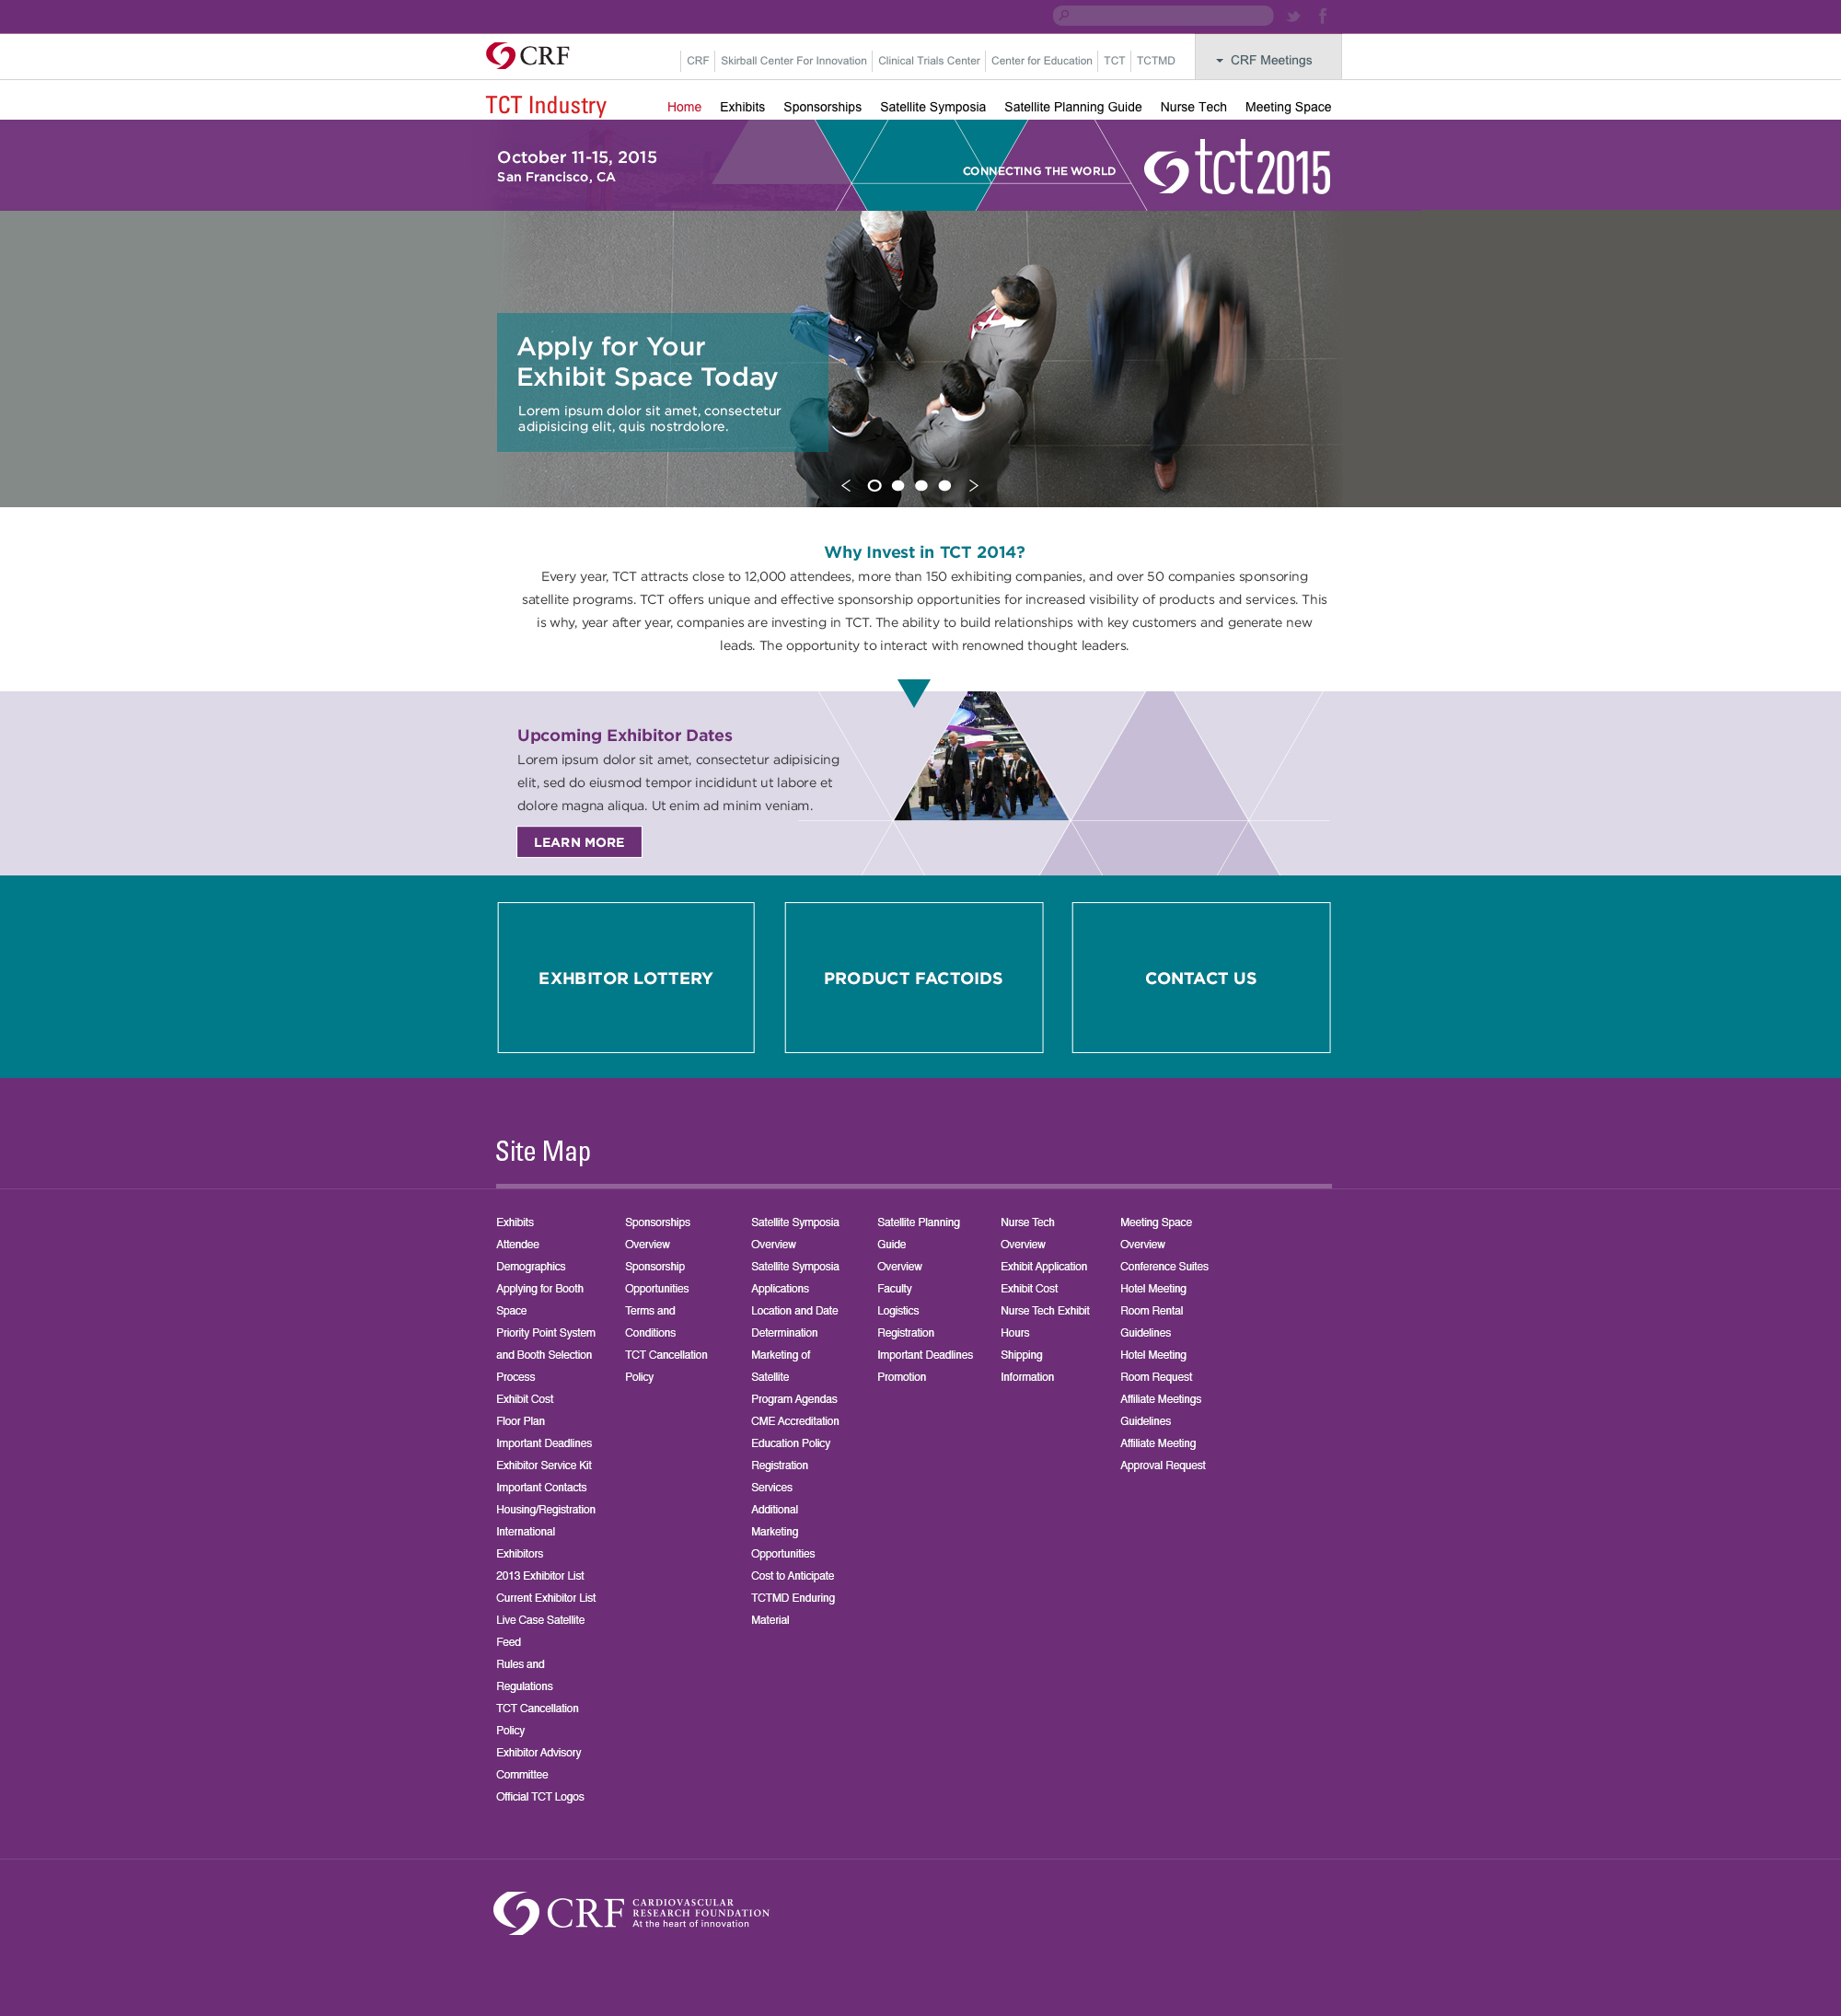 CRF
CRF
Skirball Center For Innovation
Clinical Trials Center
Center for Education
TCT
TCTMD
CRF Meetings
TCT Industry
Home
Exhibits
Sponsorships
Satellite Symposia
Satellite Planning Guide
Nurse Tech
Meeting Space
October 11-15, 2015
San Francisco, CA
CONNECTING THE WORLD
tct2015
Apply for Your
Exhibit Space Today
Lorem ipsum dolor sit amet, consectetur
adipisicing elit, quis nostrdolore.
Why Invest in TCT 2014?
Every year, TCT attracts close to 12,000 attendees, more than 150 exhibiting companies, and over 50 companies sponsoring
satellite programs. TCT offers unique and effective sponsorship opportunities for increased visibility of products and services. This
is why, year after year, companies are investing in TCT. The ability to build relationships with key customers and generate new
leads. The opportunity to interact with renowned thought leaders.
Upcoming Exhibitor Dates
Lorem ipsum dolor sit amet, consectetur adipisicing
elit, sed do eiusmod tempor incididunt ut labore et
dolore magna aliqua. Ut enim ad minim veniam.
LEARN MORE
EXHBITOR LOTTERY
PRODUCT FACTOIDS
CONTACT US
Site Map
Exhibits
Attendee
Demographics
Applying for Booth
Space
Priority Point System
and Booth Selection
Process
Exhibit Cost
Floor Plan
Important Deadlines
Exhibitor Service Kit
Important Contacts
Housing/Registration
International
Exhibitors
2013 Exhibitor List
Current Exhibitor List
Live Case Satellite
Feed
Rules and
Regulations
TCT Cancellation
Policy
Exhibitor Advisory
Committee
Official TCT Logos
Sponsorships
Overview
Sponsorship
Opportunities
Terms and
Conditions
TCT Cancellation
Policy
Satellite Symposia
Overview
Satellite Symposia
Applications
Location and Date
Determination
Marketing of
Satellite
Program Agendas
CME Accreditation
Education Policy
Registration
Services
Additional
Marketing
Opportunities
Cost to Anticipate
TCTMD Enduring
Material
Satellite Planning
Guide
Overview
Faculty
Logistics
Registration
Important Deadlines
Promotion
Nurse Tech
Overview
Exhibit Application
Exhibit Cost
Nurse Tech Exhibit
Hours
Shipping
Information
Meeting Space
Overview
Conference Suites
Hotel Meeting
Room Rental
Guidelines
Hotel Meeting
Room Request
Affiliate Meetings
Guidelines
Affiliate Meeting
Approval Request
CRF
CARDIOVASCULAR
RESEARCH FOUNDATION
At the heart of innovation